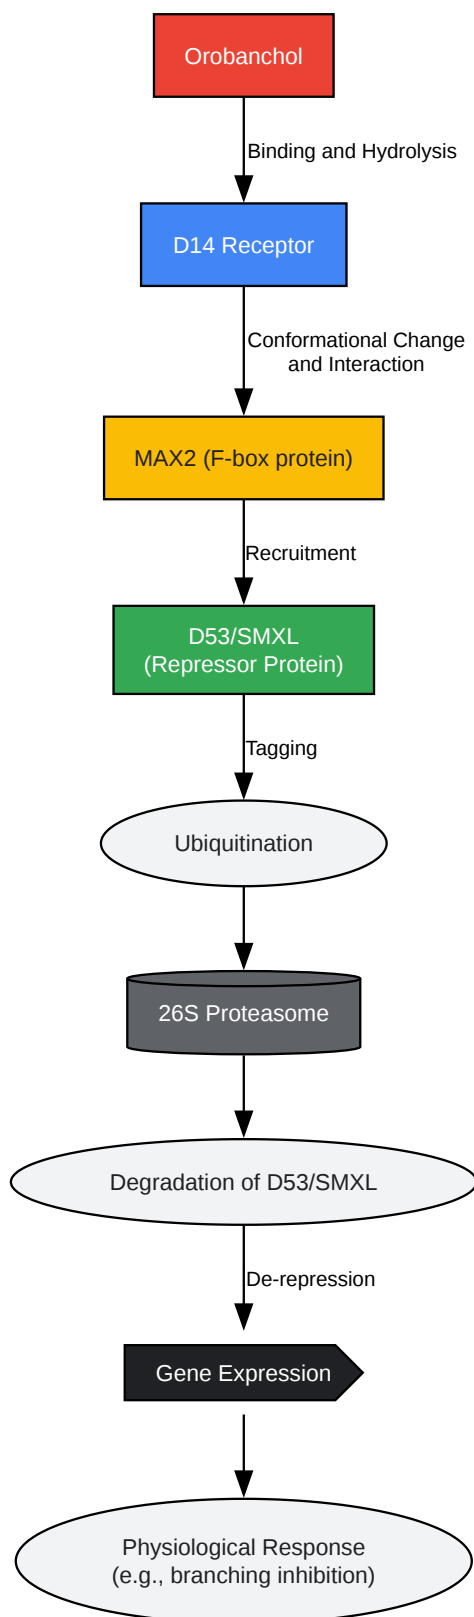 Orobanchol
Binding and Hydrolysis
D14 Receptor
Conformational Change
and Interaction
MAX2 (F-box protein)
Recruitment
D53/SMXL
(Repressor Protein)
Tagging
Ubiquitination
26S Proteasome
Degradation of D53/SMXL
De-repression
Gene Expression
Physiological Response
(e.g., branching inhibition)